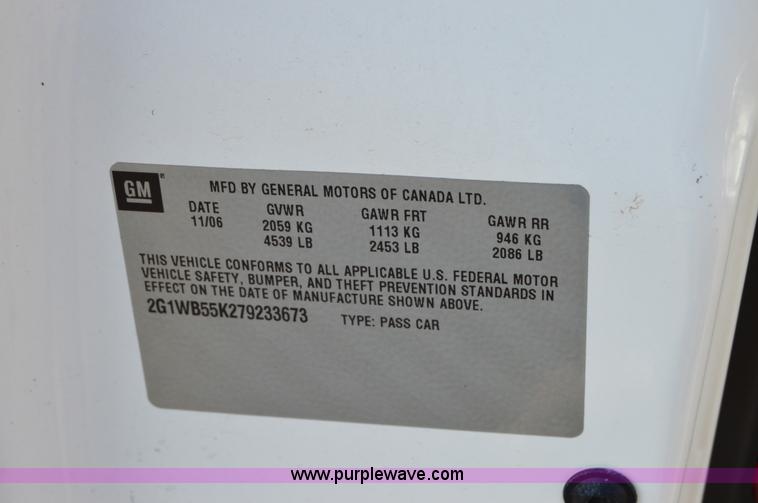 GM
MFD BY GENERAL MOTORS OF CANADA LTD.
DATE GVWR GAWR FRT GAWR RR
11/06 2059 KG 1113 KG 946 KG
4539 LB 2453 LB 2086 LB
THIS VEHICLE CONFORMS TO ALL APPLICABLE U.S. FEDERAL MOTOR
VEHICLE SAFETY, BUMPER, AND THEFT PREVENTION STANDARDS IN
EFFECT ON THE DATE OF MANUFACTURE SHOWN ABOVE.
2G1WB55K279233673 TYPE: PASS CAR
www.purplewave.com